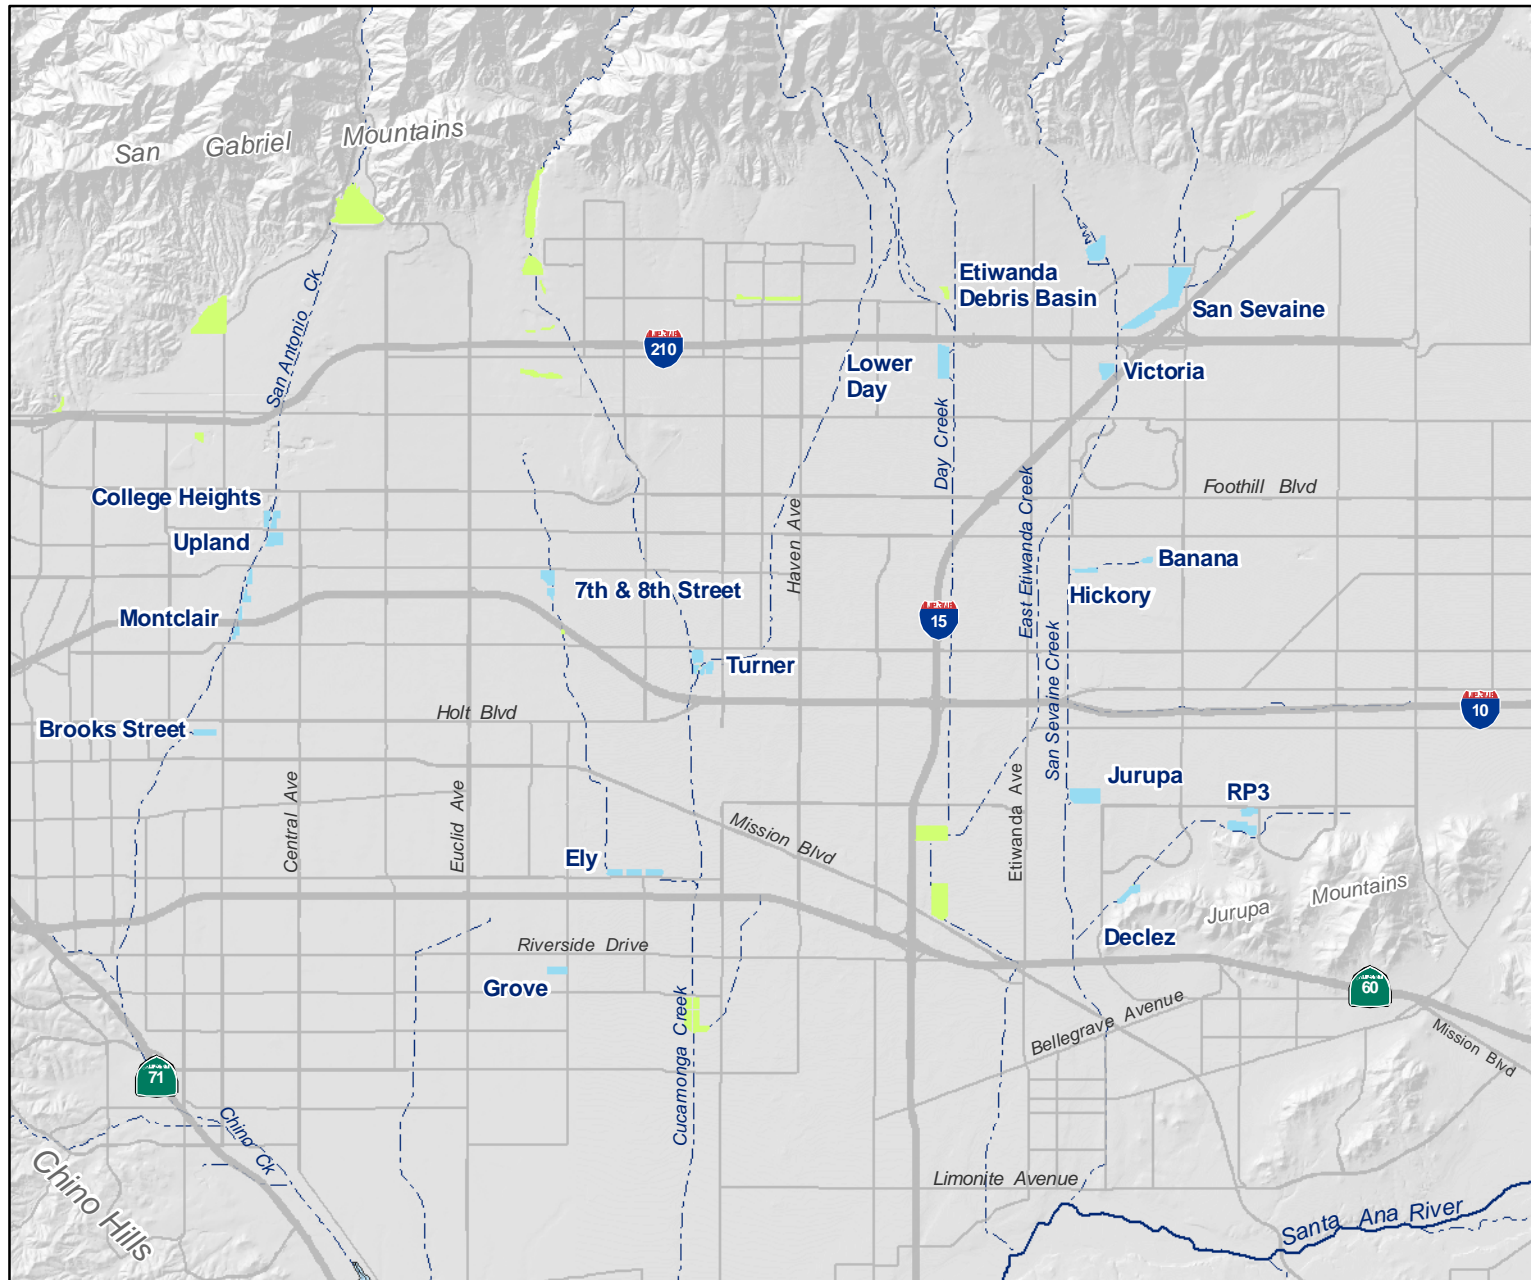 San Gabriel Mountains
San Antonio Ck
Etiwanda
Debris Basin
San Sevaine
210
Lower
Day
Victoria
Day Creek
College Heights
Foothill Blvd
Upland
East Etiwanda Creek
Haven Ave
Banana
7th & 8th Street
Hickory
Montclair
15
Turner
San Sevaine Creek
Holt Blvd
10
Brooks Street
Jurupa
RP3
Central Ave
Euclid Ave
Mission Blvd
Etiwanda Ave
Ely
Jurupa Mountains
Declez
Riverside Drive
Grove
60
Cucamonga Creek
Bellegrave Avenue
Mission Blvd
71
Chino Ck
Chino Hills
Limonite Avenue
Santa Ana River